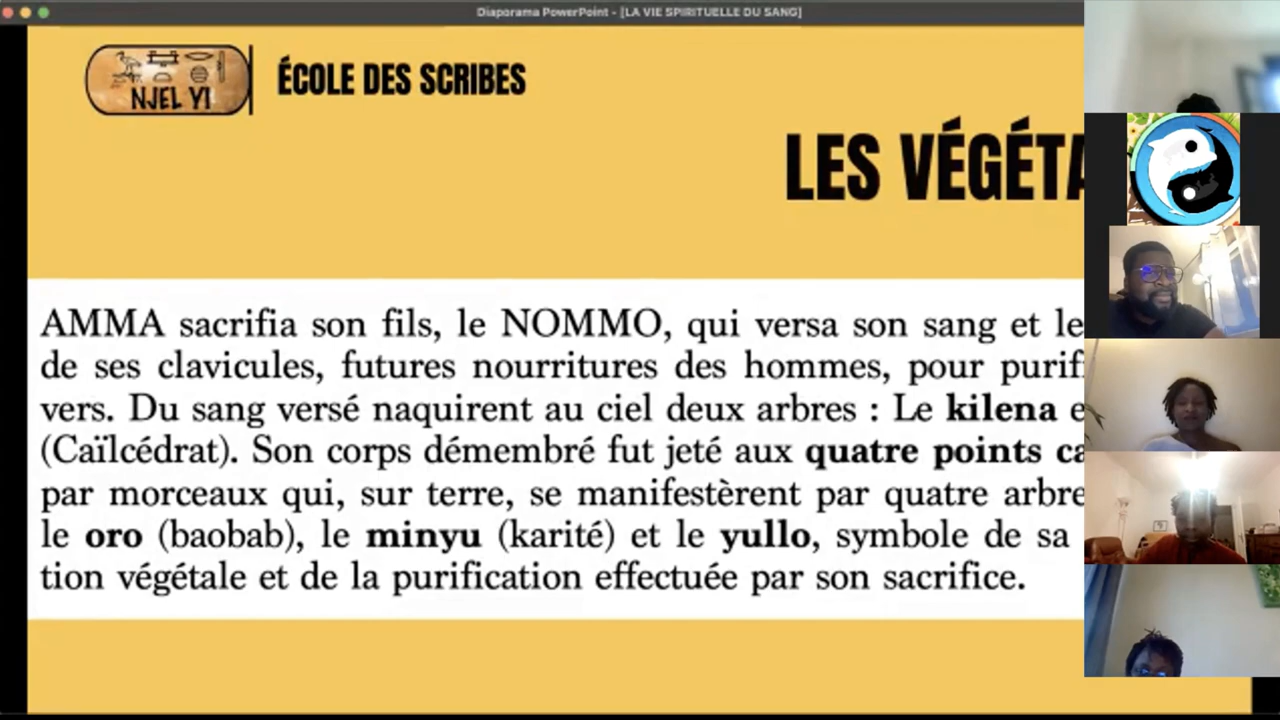 Diaporama PowerPoint - [LA VIE SPIRITUELLE DU SANG]
NJEL YI
ÉCOLE DES SCRIBES
LES VÉGÉTA
AMMA sacrifia son fils, le NOMMO, qui versa son sang et le
de ses clavicules, futures nourritures des hommes, pour purif
vers. Du sang versé naquirent au ciel deux arbres : Le kilena e
(Caïlcédrat). Son corps démembré fut jeté aux quatre points ca
par morceaux qui, sur terre, se manifestèrent par quatre arbre
le oro (baobab), le minyu (karité) et le yullo, symbole de sa
tion végétale et de la purification effectuée par son sacrifice.